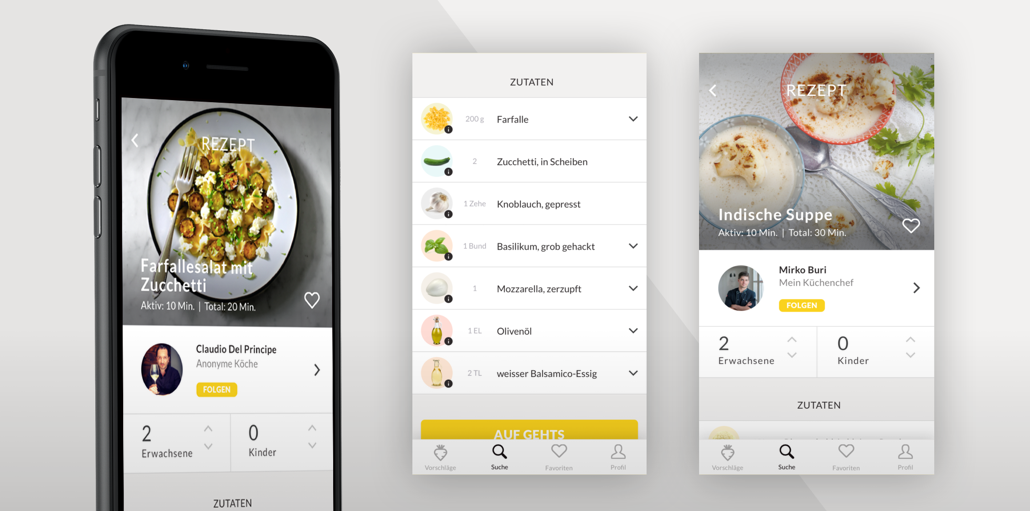 REZEPT
Farfallesalat mit
Zucchetti
Aktiv: 10 Min. | Total: 20 Min.
Claudio Del Principe
Anonyme Köche
FOLGEN
2
Erwachsene
0
Kinder
ZUTATEN
ZUTATEN
200 g Farfalle
2 Zucchetti, in Scheiben
1 Zehe Knoblauch, gepresst
1 Bund Basilikum, grob gehackt
1 Mozzarella, zerzupft
1 EL Olivenöl
2 TL weisser Balsamico-Essig
AUF GEHTS
Vorschläge Suche Favoriten Profil
REZEPT
Indische Suppe
Aktiv: 10 Min. | Total: 30 Min.
Mirko Buri
Mein Küchenchef
FOLGEN
2
Erwachsene
0
Kinder
ZUTATEN
Vorschläge Suche Favoriten Profil